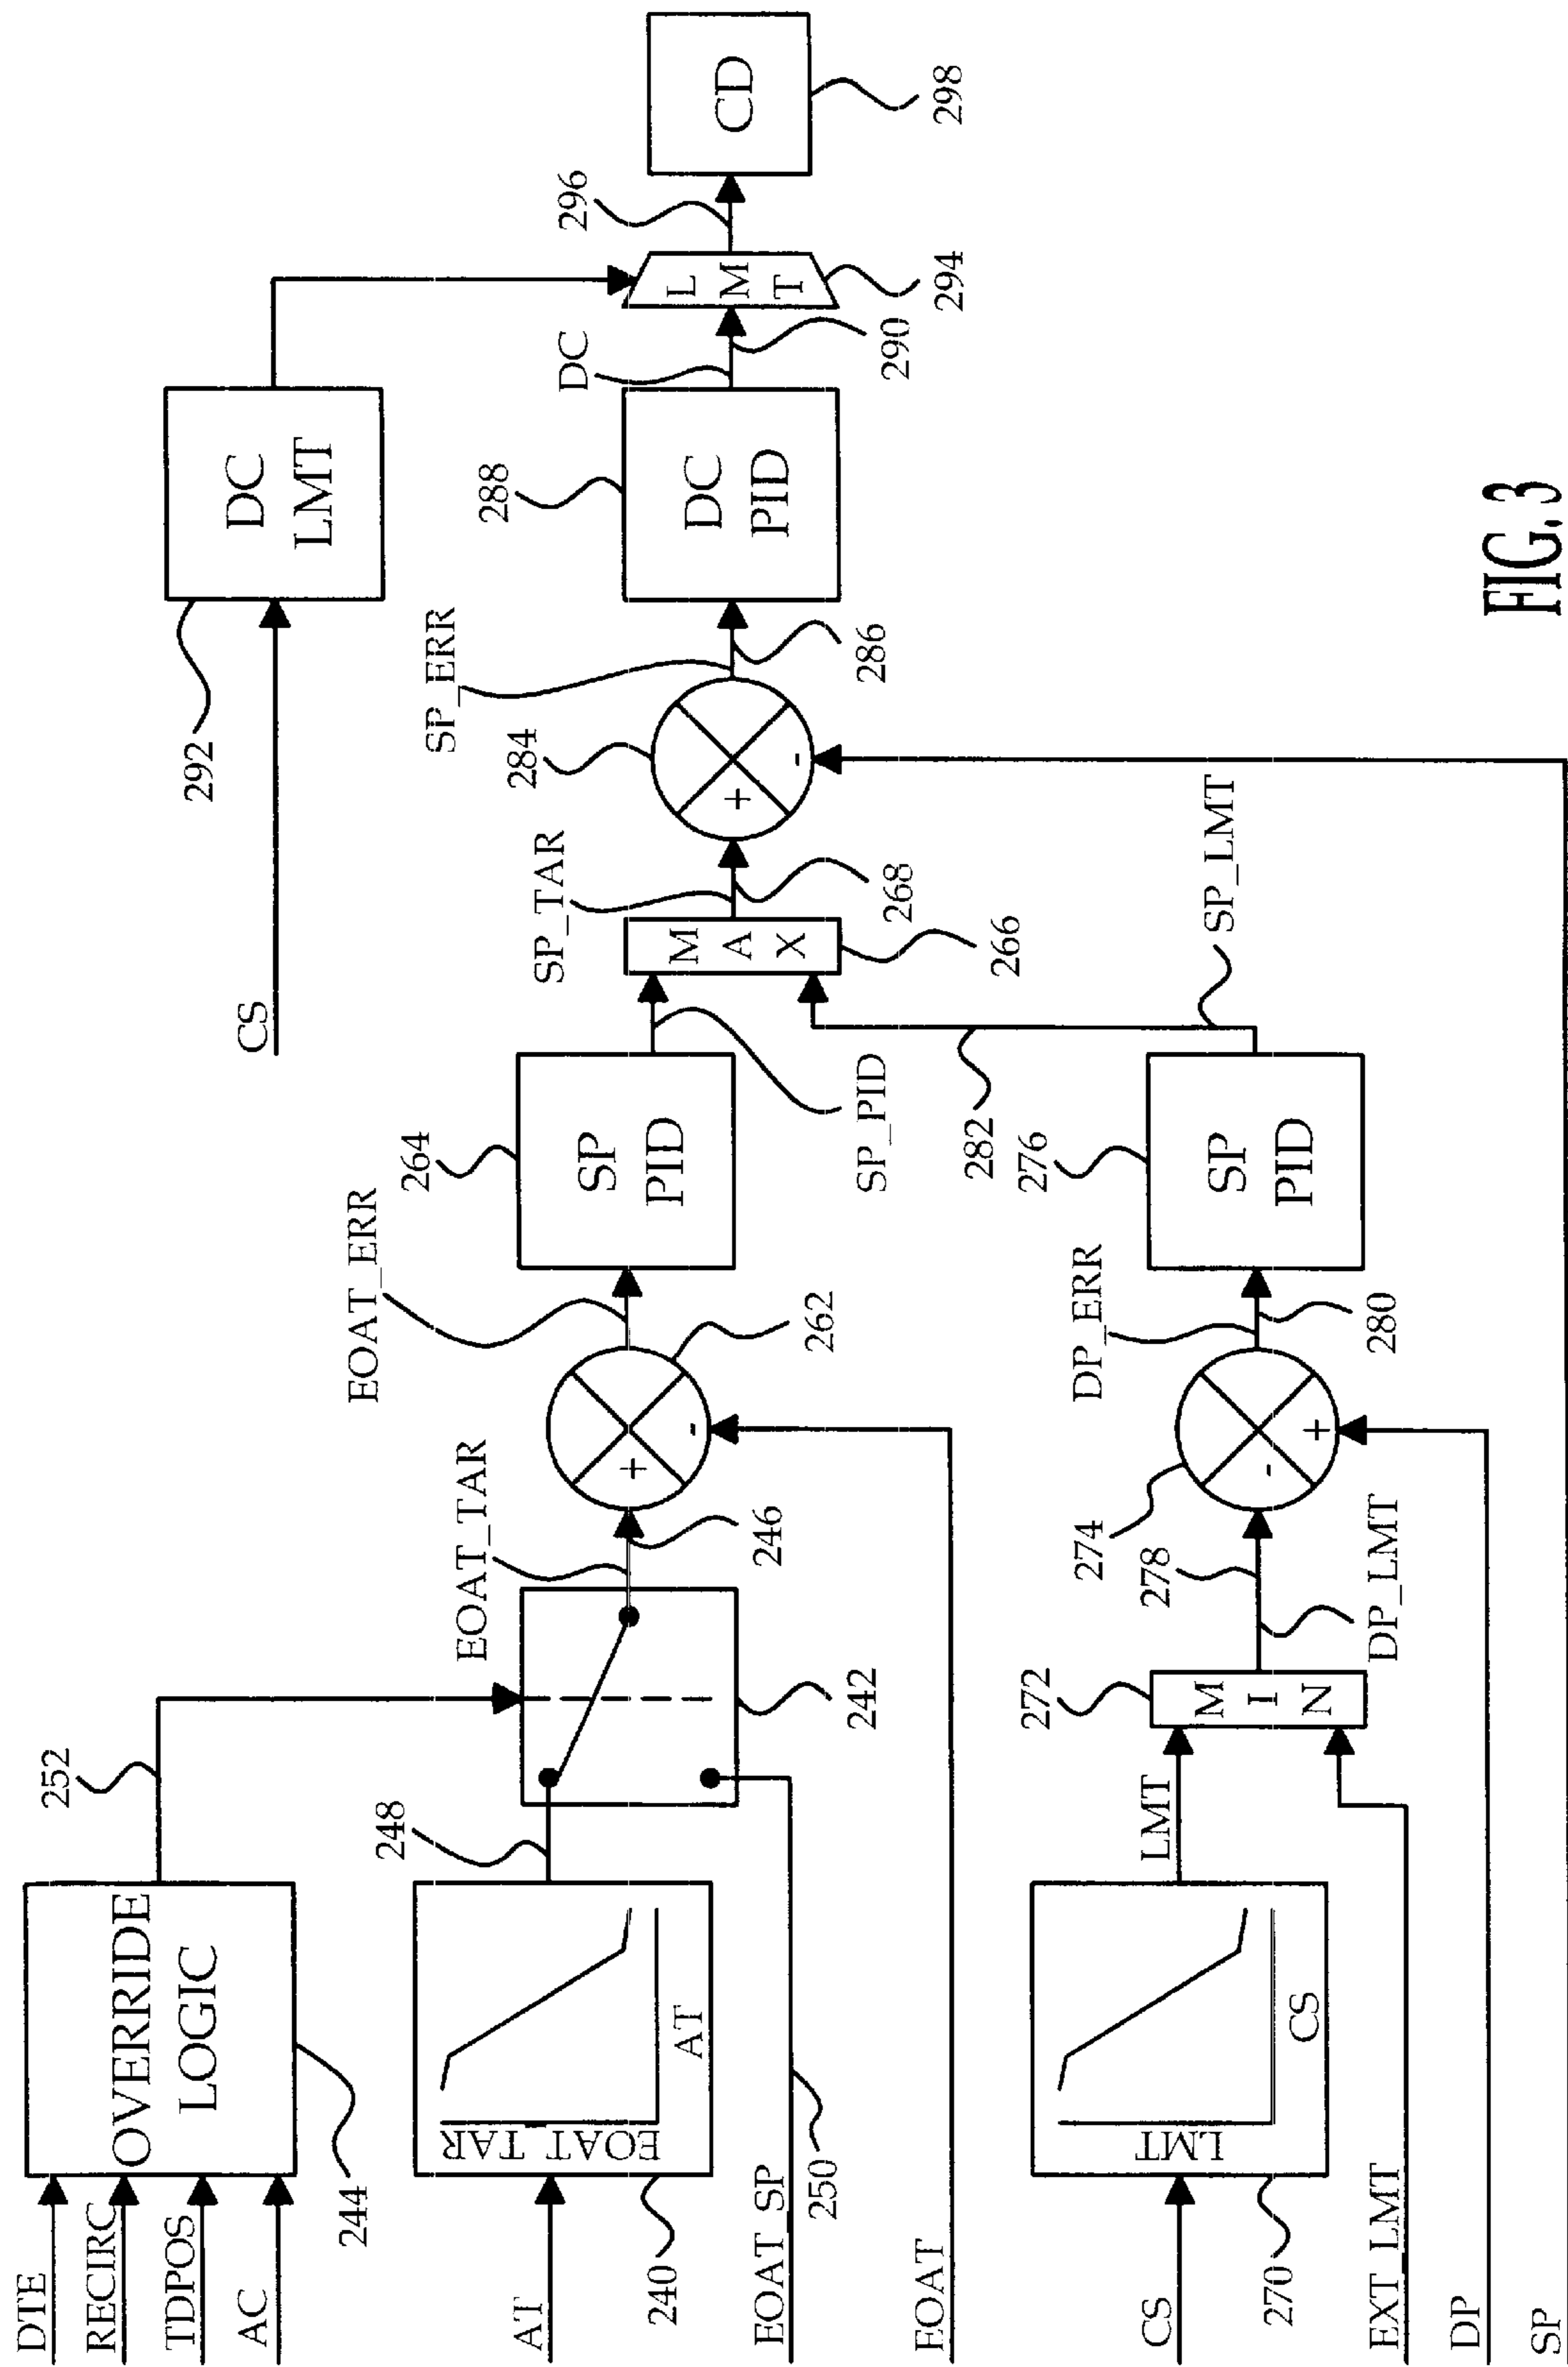 DTE
RECIRC
TDPOS
AC
OVERRIDE
LOGIC
244
252
AT
EOAT_TAR
AT
240
248
EOAT_SP
250
242
EOAT_TAR
246
EOAT
+
-
262
EOAT_ERR
264
SP
PID
SP_PID
CS
LMT
CS
270
LMT
EXT_LMT
272
MIN
278
DP_LMT
DP
274
-
+
DP_ERR
280
276
SP
PID
282
SP_LMT
MAX
266
SP_TAR
268
SP
284
+
-
SP_ERR
286
288
DC
PID
DC
290
CS
292
DC
LMT
LMT
294
296
CD
298
FIG. 3